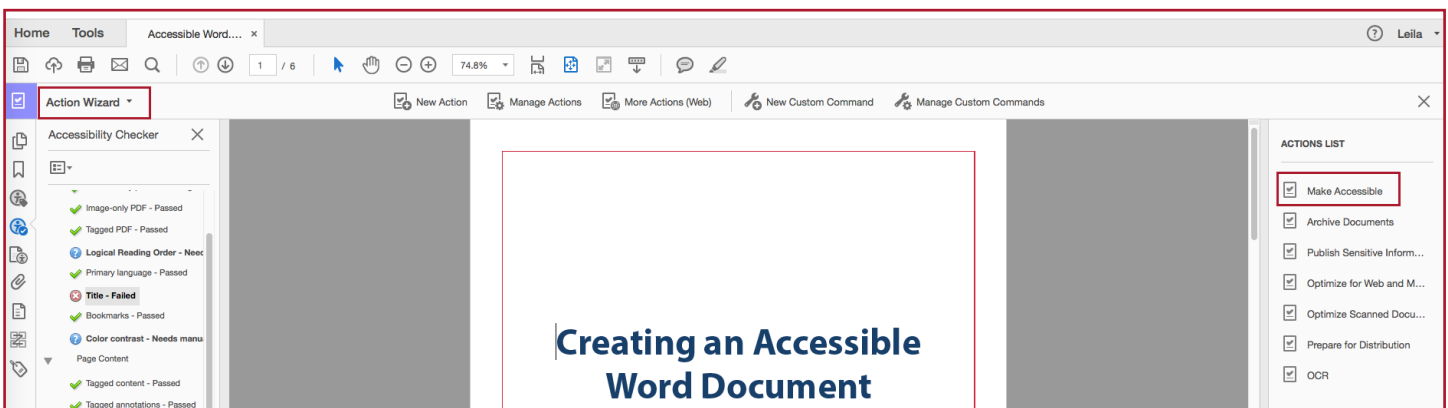 Home Tools Accessible Word.... ×
? Leila
1 / 6 74.8%
Action Wizard New Action Manage Actions More Actions (Web) New Custom Command Manage Custom Commands
Accessibility Checker
Image-only PDF - Passed
Tagged PDF - Passed
Logical Reading Order - Need
Primary language - Passed
Title - Failed
Bookmarks - Passed
Color contrast - Needs manu
Page Content
Tagged content - Passed
Tagged annotations - Passed
Creating an Accessible
Word Document
ACTIONS LIST
Make Accessible
Archive Documents
Publish Sensitive Inform...
Optimize for Web and M...
Optimize Scanned Docu...
Prepare for Distribution
OCR